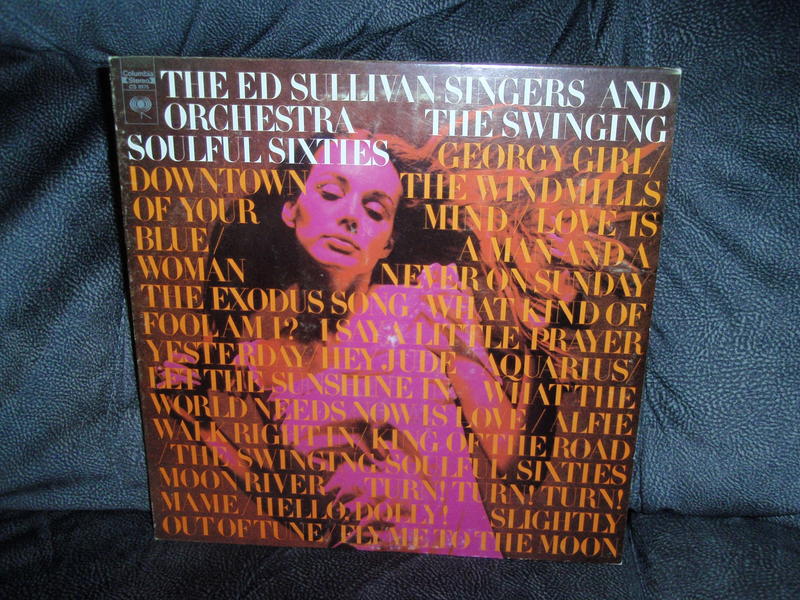 Columbia
Stereo
THE ED SULLIVAN SINGERS AND
ORCHESTRA THE SWINGING
SOULFUL SIXTIES GEORGY GIRL/
DOWNTOWN THE WINDMILLS
OF YOUR MIND/LOVE IS
BLUE/ A MAN AND A
WOMAN NEVER ON SUNDAY
THE EXODUS SONG WHAT KIND OF
FOOL AM I? I SAY A LITTLE PRAYER
YESTERDAY/HEY JUDE AQUARIUS/
LET THE SUNSHINE IN WHAT THE
WORLD NEEDS NOW IS LOVE/ALFIE
WALK RIGHT IN/KING OF THE ROAD
/THE SWINGING SOULFUL SIXTIES
MOON RIVER TURN! TURN! TURN!
MAME/HELLO, DOLLY! SLIGHTLY
OUT OF TUNE/FLY ME TO THE MOON